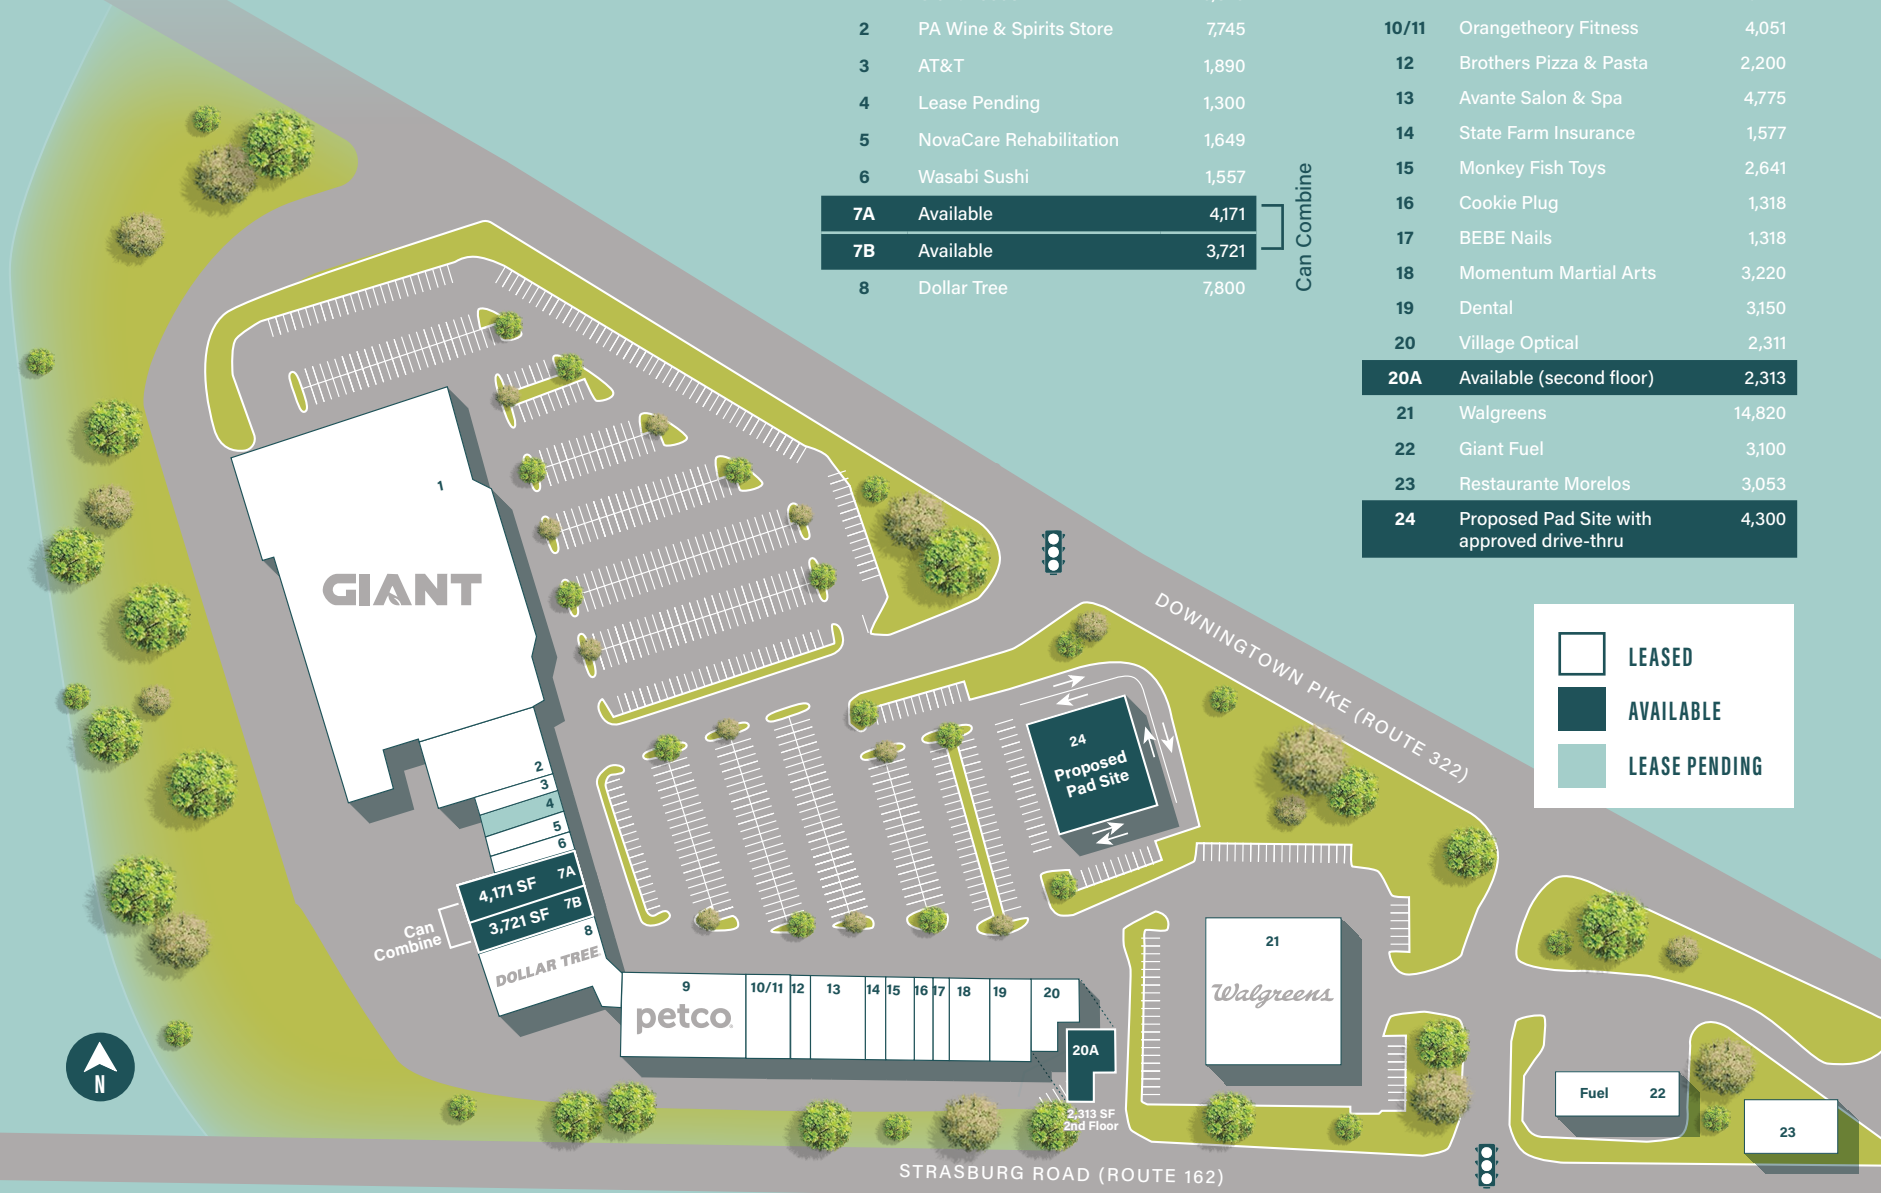 2 PA Wine & Spirits Store 7,745
3 AT&T 1,890
4 Lease Pending 1,300
5 NovaCare Rehabilitation 1,649
6 Wasabi Sushi 1,557
7A Available 4,171
7B Available 3,721
8 Dollar Tree 7,800
Can Combine
10/11 Orangetheory Fitness 4,051
12 Brothers Pizza & Pasta 2,200
13 Avante Salon & Spa 4,775
14 State Farm Insurance 1,577
15 Monkey Fish Toys 2,641
16 Cookie Plug 1,318
17 BEBE Nails 1,318
18 Momentum Martial Arts 3,220
19 Dental 3,150
20 Village Optical 2,311
20A Available (second floor) 2,313
21 Walgreens 14,820
22 Giant Fuel 3,100
23 Restaurante Morelos 3,053
24 Proposed Pad Site with 4,300
approved drive-thru
LEASED
AVAILABLE
LEASE PENDING
DOWNINGTOWN PIKE (ROUTE 322)
1
GIANT
2
3
4
5
6
4,171 SF 7A
3,721 SF 7B
Can
Combine
8
DOLLAR TREE
24
Proposed
Pad Site
9
petco
10/11
12
13
14
15
16
17
18
19
20
20A
2,313 SF
2nd Floor
21
Walgreens
Fuel 22
23
N
STRASBURG ROAD (ROUTE 162)